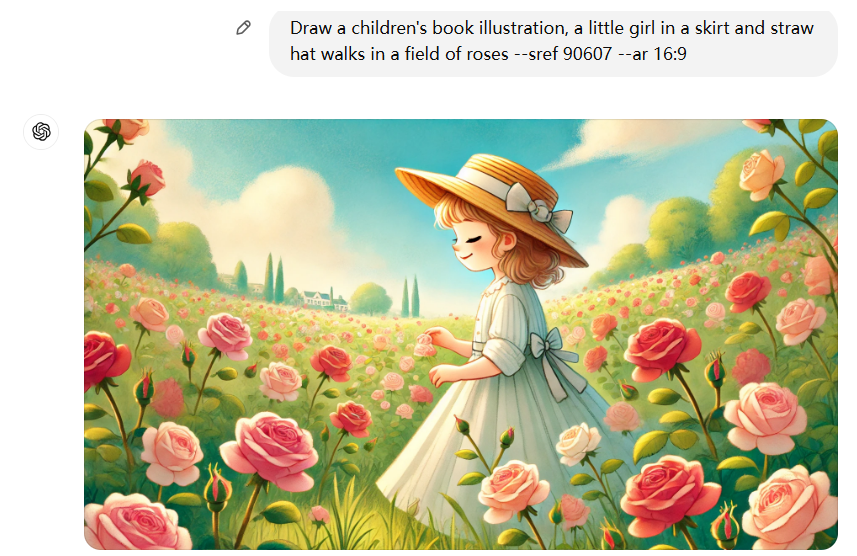 Draw a children's book illustration, a little girl in a skirt and straw
hat walks in a field of roses --sref 90607 --ar 16:9